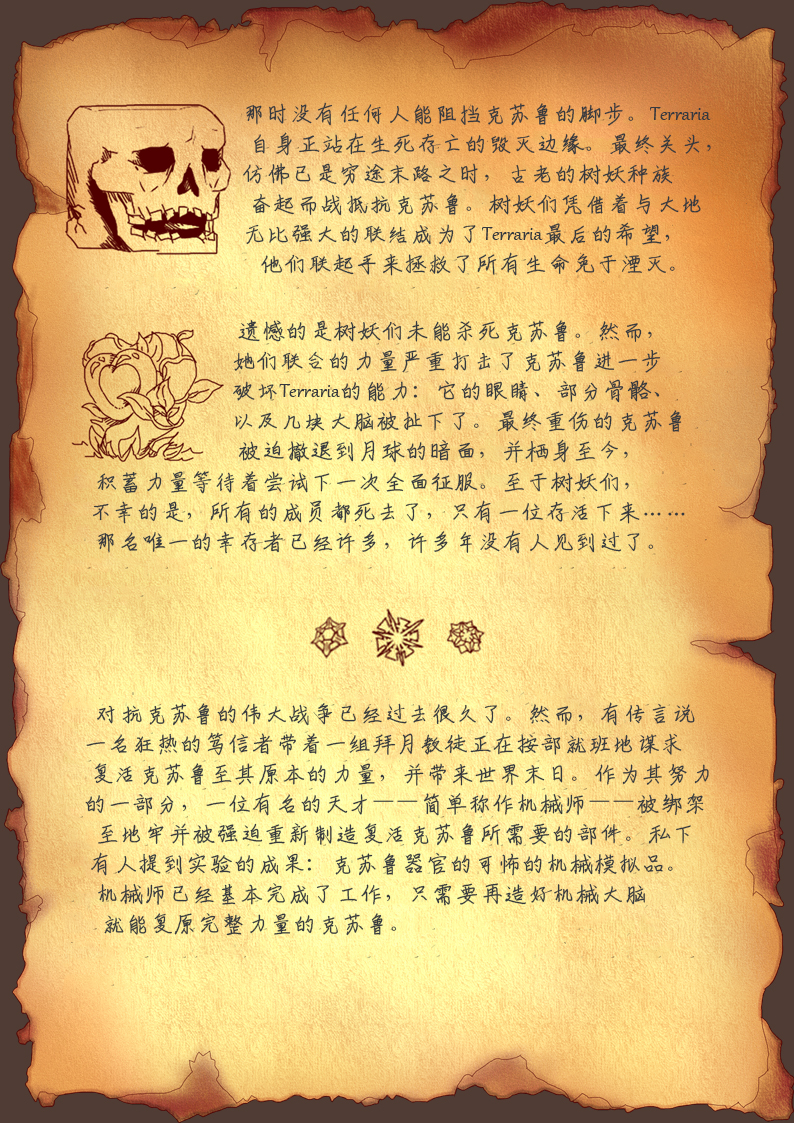 那时没有任何人能阻挡克苏鲁的脚步。Terraria
自身正站在生死存亡的毁灭边缘。最终关头，
仿佛已是穷途末路之时，古老的树妖种族
奋起而战抵抗克苏鲁。树妖们凭借着与大地
无比强大的联结成为了Terraria最后的希望，
他们联起手来拯救了所有生命免于湮灭。
遗憾的是树妖们未能杀死克苏鲁。然而，
她们联合的力量严重打击了克苏鲁进一步
破坏Terraria的能力：它的眼睛、部分骨骼、
以及几块大脑被扯下了。最终重伤的克苏鲁
被迫撤退到月球的暗面，并栖身至今，
积蓄力量等待着尝试下一次全面征服。至于树妖们，
不幸的是，所有的成员都死去了，只有一位存活下来……
那名唯一的幸存者已经许多，许多年没有人见到过了。
对抗克苏鲁的伟大战争已经过去很久了。然而，有传言说
一名狂热的笃信者带着一组拜月教徒正在按部就班地谋求
复活克苏鲁至其原本的力量，并带来世界末日。作为其努力
的一部分，一位有名的天才——简单称作机械师——被绑架
至地牢并被强迫重新制造复活克苏鲁所需要的部件。私下
有人提到实验的成果：克苏鲁器官的可怖的机械模拟品。
机械师已经基本完成了工作，只需要再造好机械大脑
就能复原完整力量的克苏鲁。